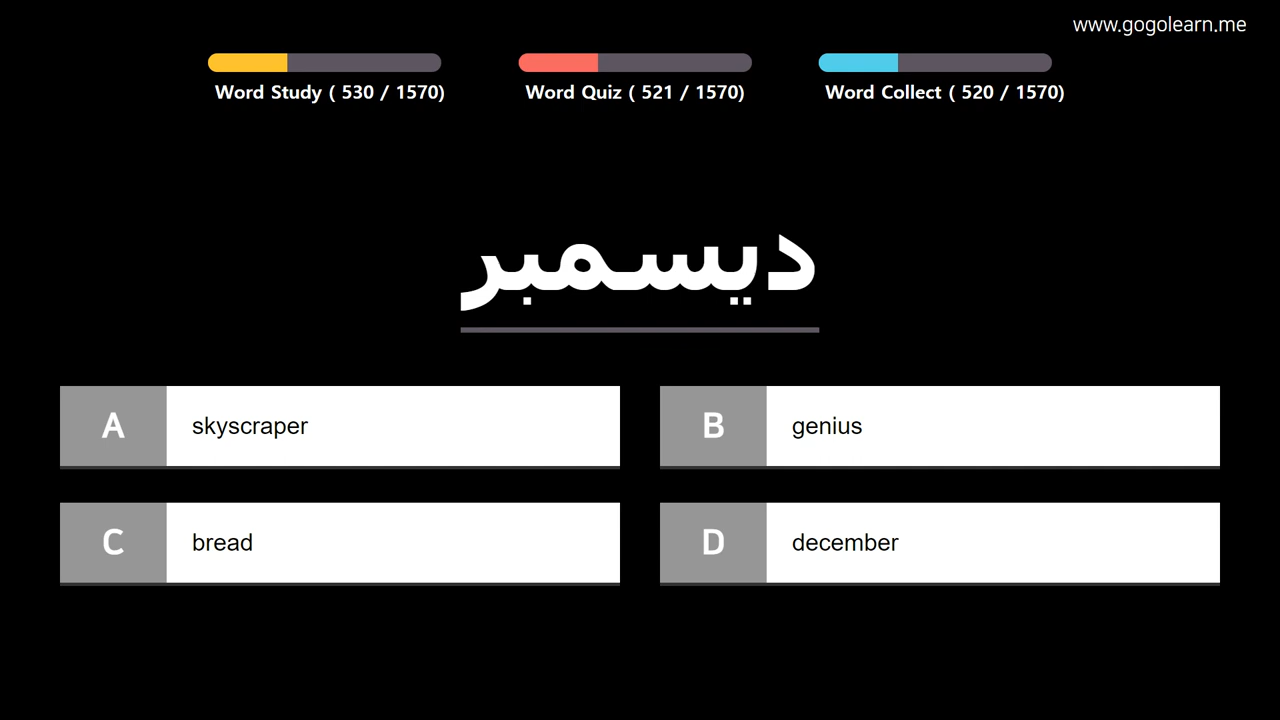 www.gogolearn.me
Word Study ( 530 / 1570)
Word Quiz ( 521 / 1570)
Word Collect ( 520 / 1570)
ديسمبر
A skyscraper
B genius
C bread
D december